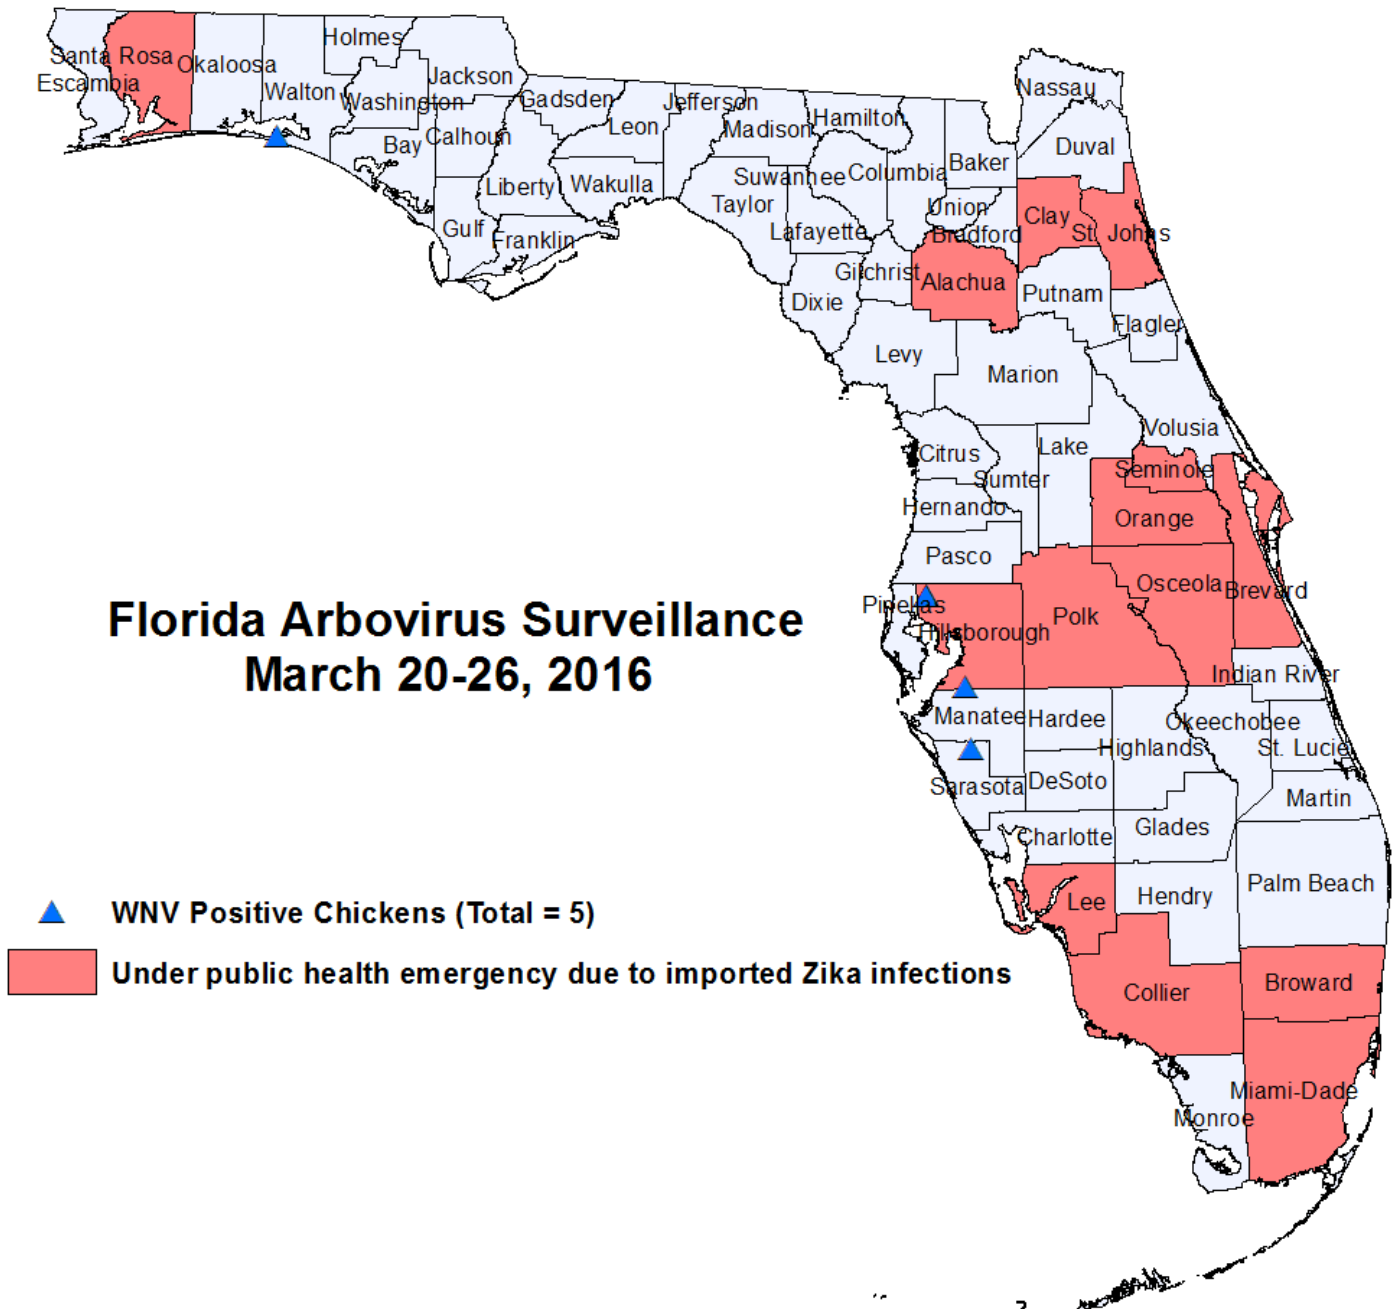 Holmes
Santa Rosa
Okaloosa
Jackson
Escambia
Walton
Washington
Nassau
Gadsden
Jefferson
Leon
Madison
Hamilton
Bay
Calhoun
Duval
Baker
Suwannee
Columbia
Liberty
Wakulla
Taylor
Union
Clay
St. Johns
Gulf
Franklin
Lafayette
Bradford
Gilchrist
Alachua
Putnam
Dixie
Flagler
Levy
Marion
Volusia
Citrus
Lake
Sumter
Seminole
Hernando
Orange
Pasco
Osceola
Brevard
Pinellas
Polk
Hillsborough
Florida Arbovirus Surveillance
March 20-26, 2016
Indian River
Manatee
Hardee
Okeechobee
Highlands
St. Lucie
Sarasota
DeSoto
Martin
Charlotte
Glades
Palm Beach
Lee
Hendry
WNV Positive Chickens (Total = 5)
Under public health emergency due to imported Zika infections
Collier
Broward
Miami-Dade
Monroe